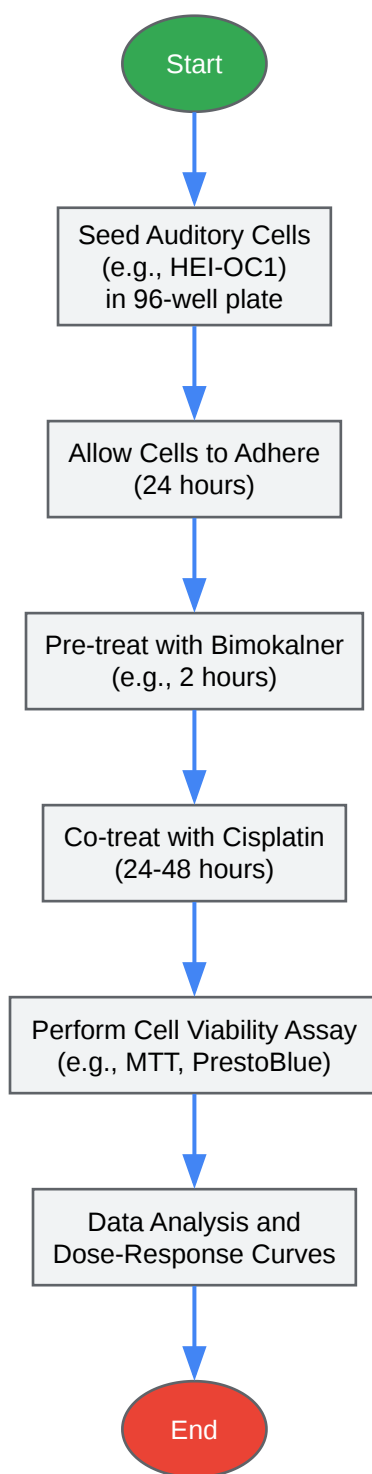 Start
Seed Auditory Cells
(e.g., HEI-OC1)
in 96-well plate
Allow Cells to Adhere
(24 hours)
Pre-treat with Bimokalner
(e.g., 2 hours)
Co-treat with Cisplatin
(24-48 hours)
Perform Cell Viability Assay
(e.g., MTT, PrestoBlue)
Data Analysis and
Dose-Response Curves
End